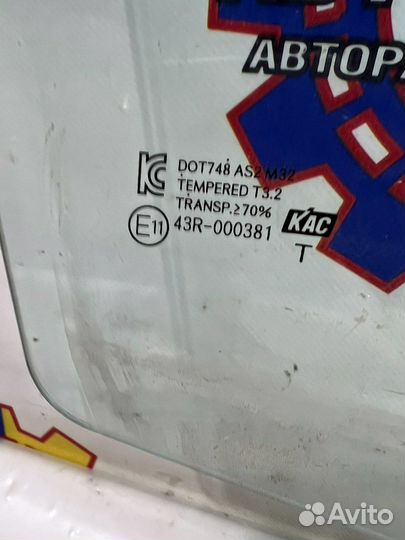 АВТОРА
DOT748 AS2 M32
TEMPERED T3.2
TRANSP.≥70%
E11 43R-000381 KAC
T
Avito